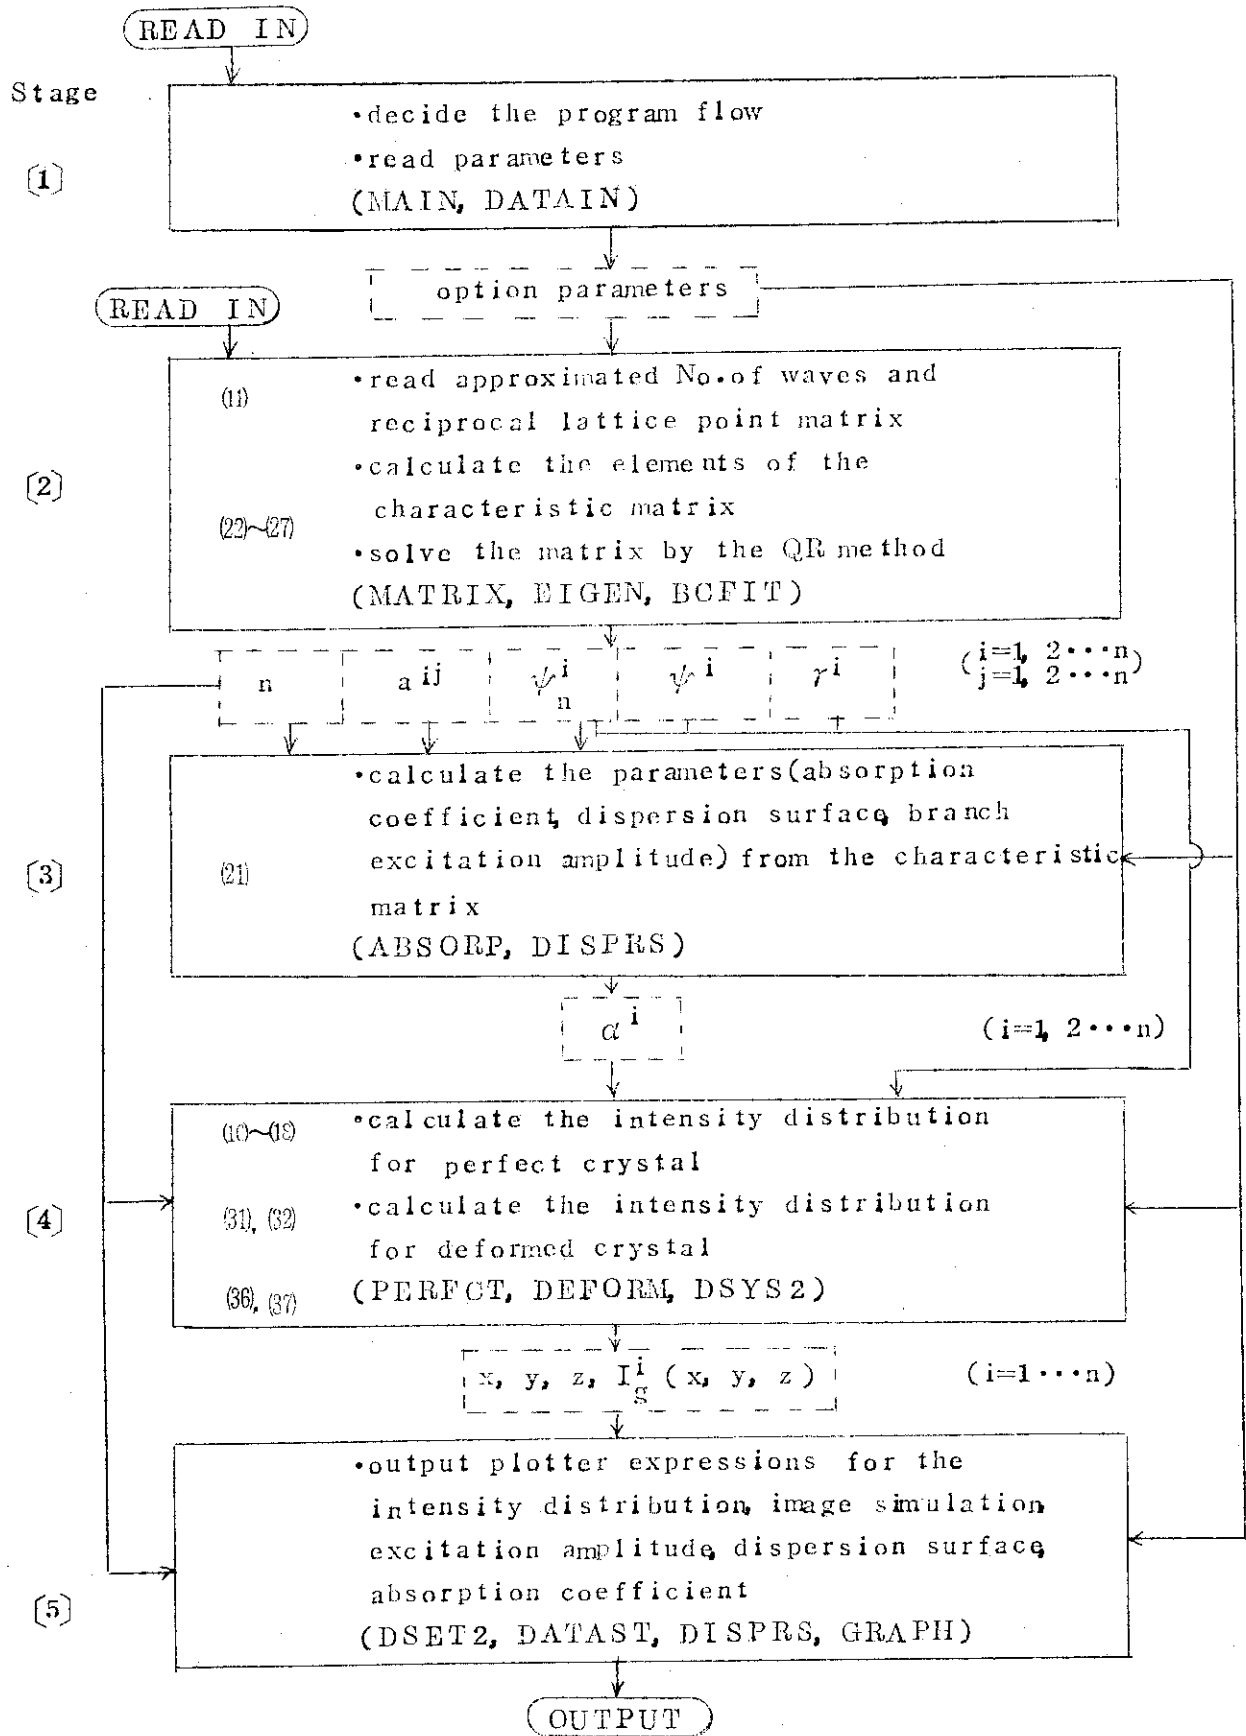 READ IN
Stage
•decide the program flow
•read parameters
[1]
(MAIN, DATAIN)
option parameters
READ IN
•read approximated No.of waves and
(11)
reciprocal lattice point matrix
•calculate the elements of the
[2]
characteristic matrix
(22)~(27)
•solve the matrix by the QR method
(MATRIX, EIGEN, BCFIT)
n a^ij ψ^i_n ψ^i γ^i (i=1, 2•••n
j=1, 2•••n)
•calculate the parameters(absorption
coefficient, dispersion surface, branch
[3] (21) excitation amplitude) from the characteristic
matrix
(ABSORP, DISPRS)
α^i (i=1, 2•••n)
(10)~(18) •calculate the intensity distribution
for perfect crystal
[4] (31), (32) •calculate the intensity distribution
for deformed crystal
(36), (37) (PERFCT, DEFORM, DSYS2)
x, y, z, I^i_g (x, y, z) (i=1•••n)
•output plotter expressions for the
intensity distribution, image simulation,
excitation amplitude, dispersion surface,
absorption coefficient
[5]
(DSET2, DATAST, DISPRS, GRAPH)
OUTPUT